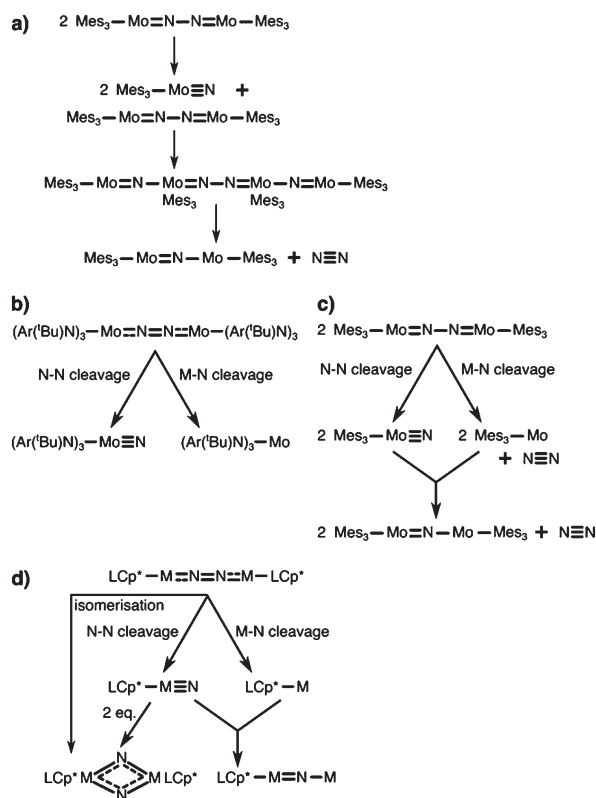 a) 2 Mes₃—Mo=N—N=Mo—Mes₃
2 Mes₃—Mo≡N +
Mes₃—Mo=N—N=Mo—Mes₃
Mes₃—Mo=N—Mo=N—N=Mo—N=Mo—Mes₃
Mes₃ Mes₃
Mes₃—Mo=N—Mo—Mes₃ + N≡N
b)
(Ar(ᵗBu)N)₃—Mo=N=N=Mo—(Ar(ᵗBu)N)₃
N-N cleavage M-N cleavage
(Ar(ᵗBu)N)₃—Mo≡N (Ar(ᵗBu)N)₃—Mo
c)
2 Mes₃—Mo=N—N=Mo—Mes₃
N-N cleavage M-N cleavage
2 Mes₃—Mo≡N 2 Mes₃—Mo
+ N≡N
2 Mes₃—Mo=N—Mo—Mes₃ + N≡N
d)
LCp*—M=N=N=M—LCp*
isomerisation
N-N cleavage M-N cleavage
LCp*—M≡N LCp*—M
2 eq.
N
LCp*M M LCp* LCp*—M=N—M
N